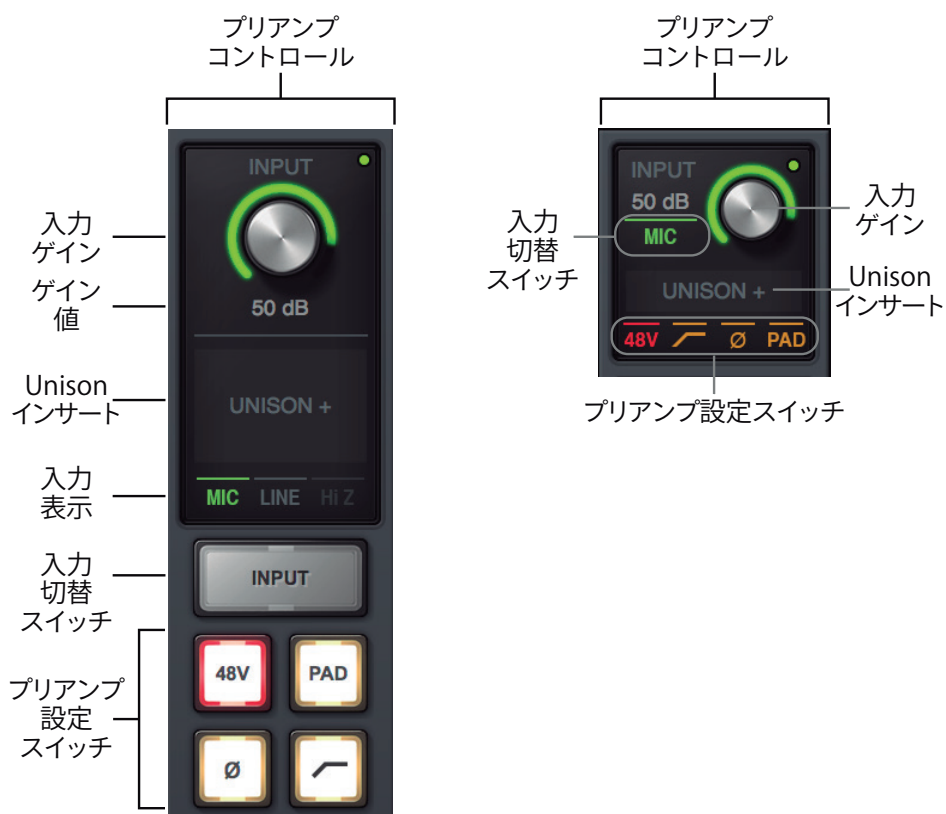 プリアンプ
コントロール
INPUT
入力
ゲイン
50 dB
ゲイン
値
Unison
インサート
UNISON +
入力
表示
MIC LINE Hi Z
入力
切替
スイッチ
INPUT
プリアンプ
設定
スイッチ
48V PAD
Ø
プリアンプ
コントロール
INPUT
50 dB
MIC
入力
切替
スイッチ
入力
ゲイン
UNISON +
Unison
インサート
48V Ø PAD
プリアンプ設定スイッチ